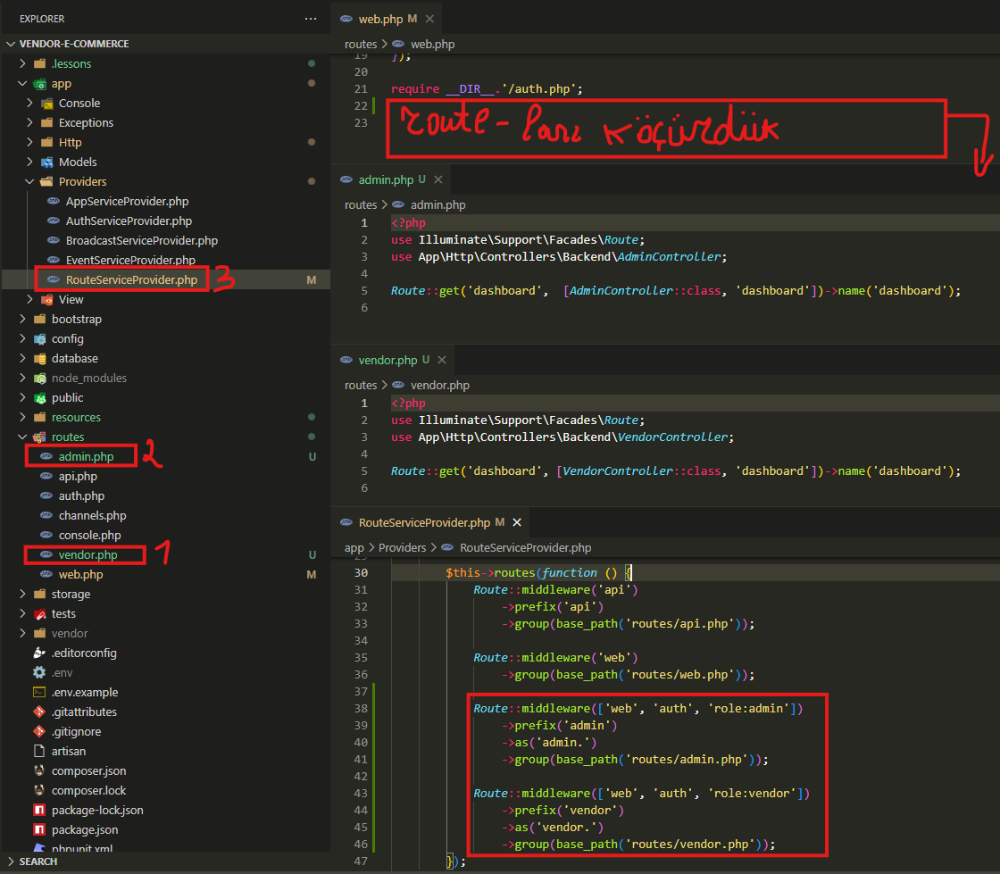 EXPLORER
VENDOR-E-COMMERCE
.lessons
app
Console
Exceptions
Http
Models
Providers
AppServiceProvider.php
AuthServiceProvider.php
BroadcastServiceProvider.php
EventServiceProvider.php
RouteServiceProvider.php M
3
View
bootstrap
config
database
node_modules
public
resources
routes
admin.php U
2
api.php
auth.php
channels.php
console.php
vendor.php U
1
web.php M
storage
tests
vendor
.editorconfig
.env
.env.example
.gitattributes
.gitignore
artisan
composer.json
composer.lock
package-lock.json
package.json
phpunit.xml
SEARCH
web.php M
routes > web.php
19 });
20
21 require __DIR__.'/auth.php';
22
23
route-ları köçürdük
admin.php U
routes > admin.php
1 <?php
2 use Illuminate\Support\Facades\Route;
3 use App\Http\Controllers\Backend\AdminController;
4
5 Route::get('dashboard',  [AdminController::class, 'dashboard'])->name('dashboard');
6
vendor.php U
routes > vendor.php
1 <?php
2 use Illuminate\Support\Facades\Route;
3 use App\Http\Controllers\Backend\VendorController;
4
5 Route::get('dashboard', [VendorController::class, 'dashboard'])->name('dashboard');
6
RouteServiceProvider.php M
app > Providers > RouteServiceProvider.php
29
30 $this->routes(function () {
31 Route::middleware('api')
32 ->prefix('api')
33 ->group(base_path('routes/api.php'));
34
35 Route::middleware('web')
36 ->group(base_path('routes/web.php'));
37
38 Route::middleware(['web', 'auth', 'role:admin'])
39 ->prefix('admin')
40 ->as('admin.')
41 ->group(base_path('routes/admin.php'));
42
43 Route::middleware(['web', 'auth', 'role:vendor'])
44 ->prefix('vendor')
45 ->as('vendor.')
46 ->group(base_path('routes/vendor.php'));
47 });